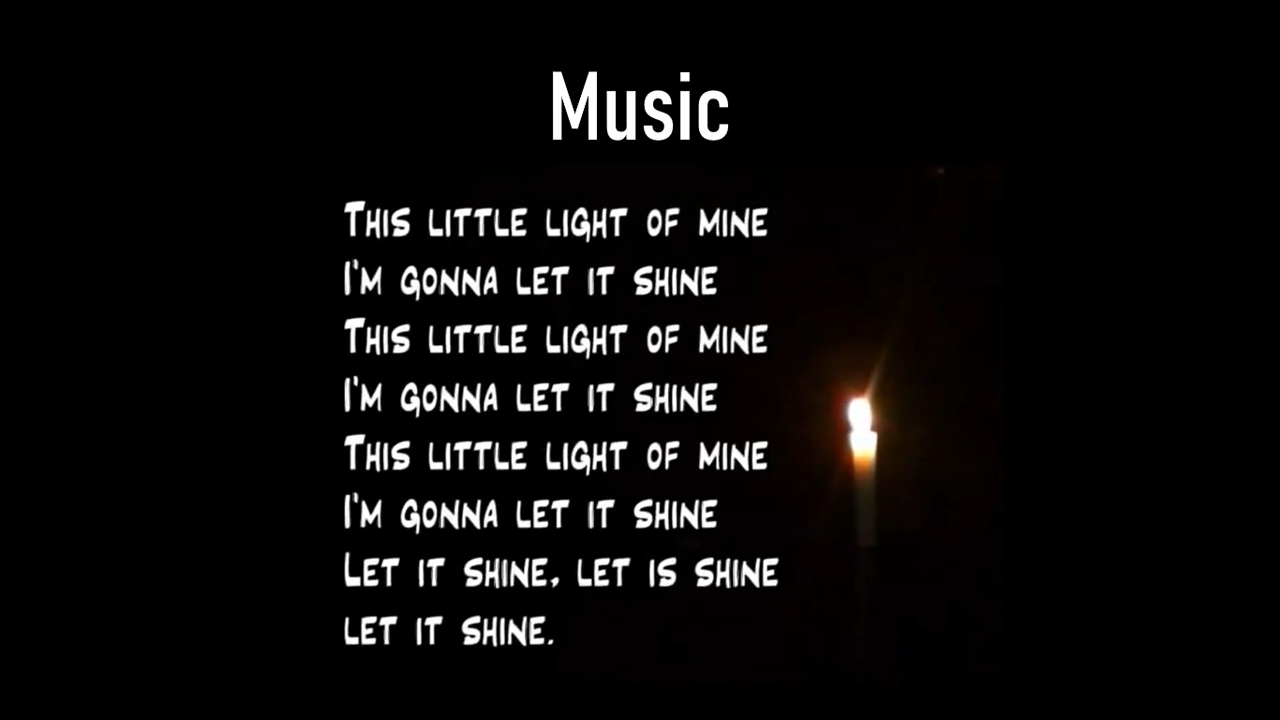 Music
This little light of mine
I'm gonna let it shine
This little light of mine
I'm gonna let it shine
This little light of mine
I'm gonna let it shine
Let it shine, let is shine
let it shine.